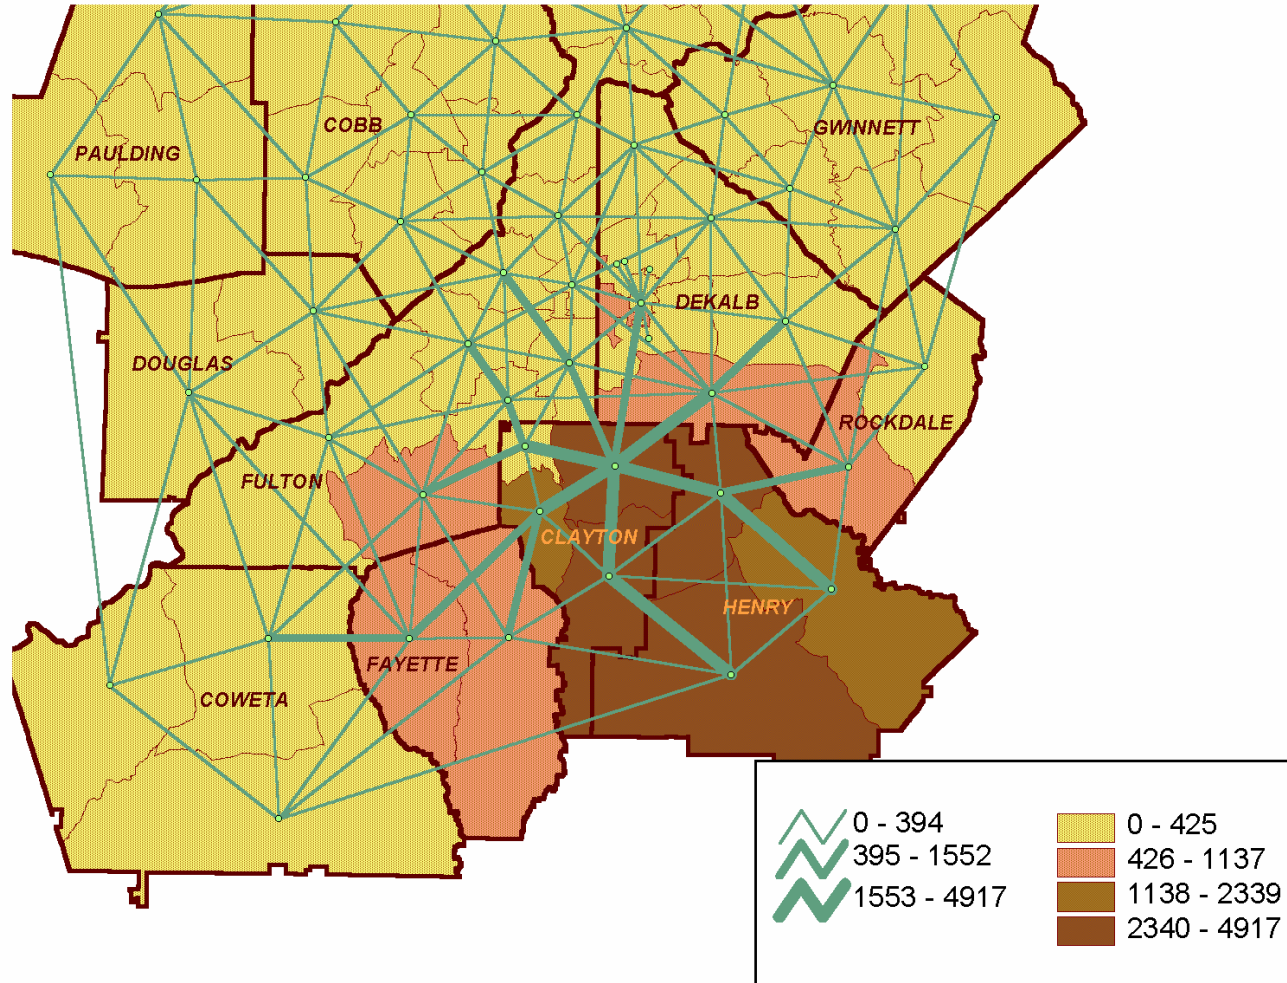 COBB
GWINNETT
PAULDING
DEKALB
DOUGLAS
ROCKDALE
FULTON
CLAYTON
HENRY
FAYETTE
COWETA
0 - 394
395 - 1552
1553 - 4917
0 - 425
426 - 1137
1138 - 2339
2340 - 4917